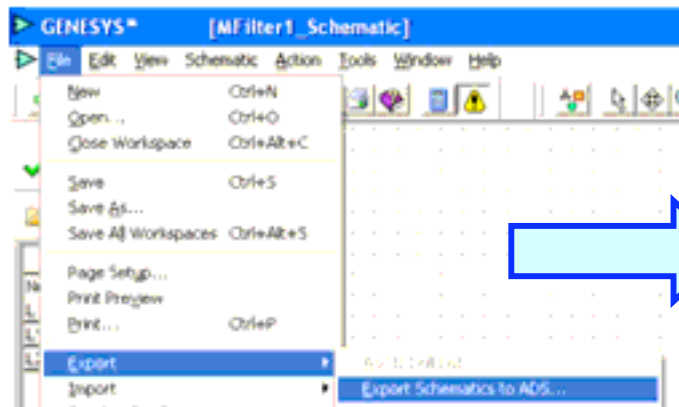 GENESYS™ [MFilter1_Schematic]
File Edit View Schematic Action Tools Window Help
New Ctrl+N
Open... Ctrl+O
Close Workspace Ctrl+Alt+C
Save Ctrl+S
Save As...
Save All Workspaces Ctrl+Alt+S
Page Setup...
Print Preview
Print... Ctrl+P
Export
Export Schematics to ADS...
Import